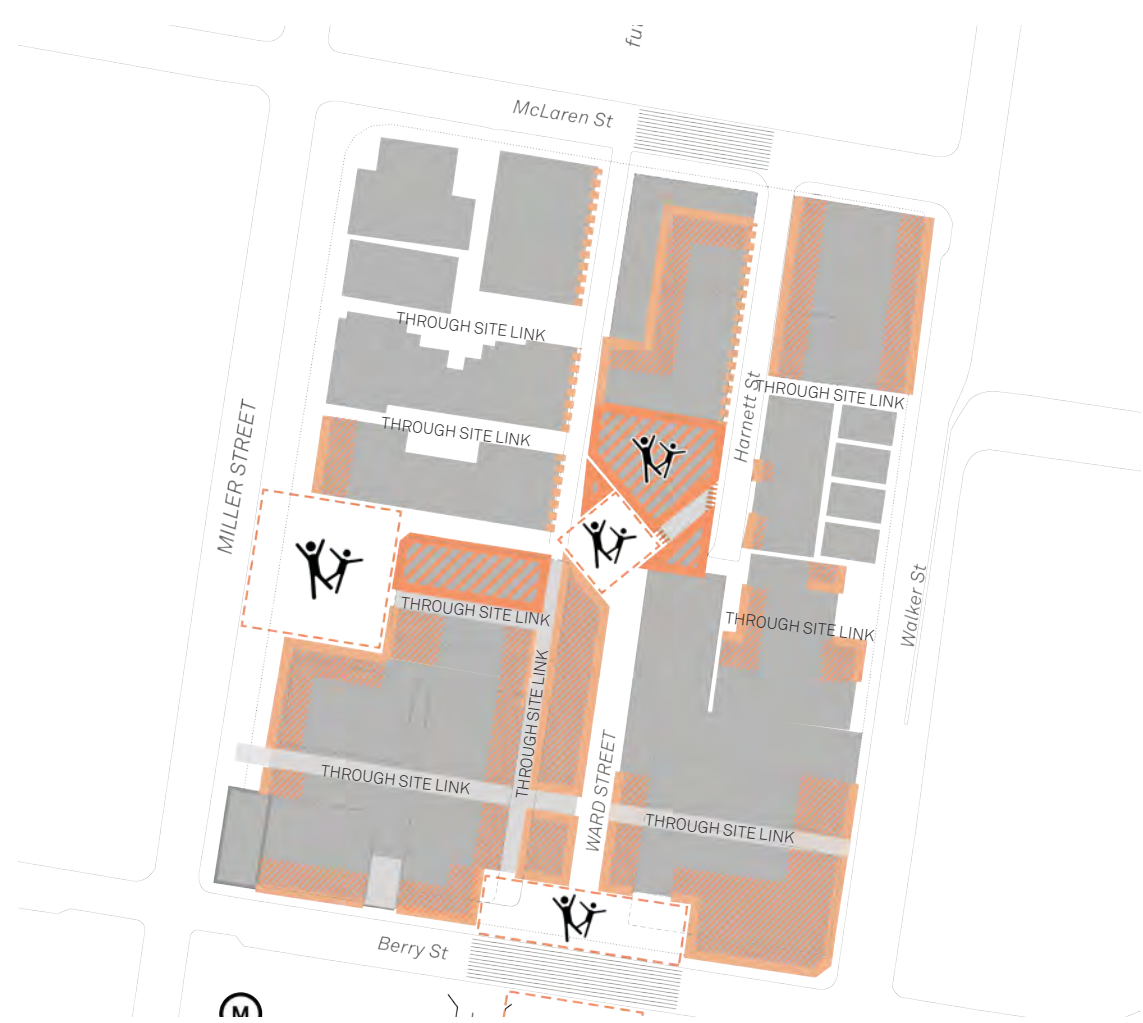 McLaren St
THROUGH SITE LINK
Harnett St
THROUGH SITE LINK
MILLER STREET
THROUGH SITE LINK
THROUGH SITE LINK
THROUGH SITE LINK
Walker St
THROUGH SITE LINK
THROUGH SITE LINK
WARD STREET
THROUGH SITE LINK
Berry St
M